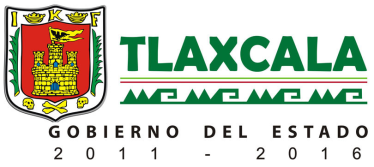 I K F
TLAXCALA
GOBIERNO DEL ESTADO
2011 - 2016